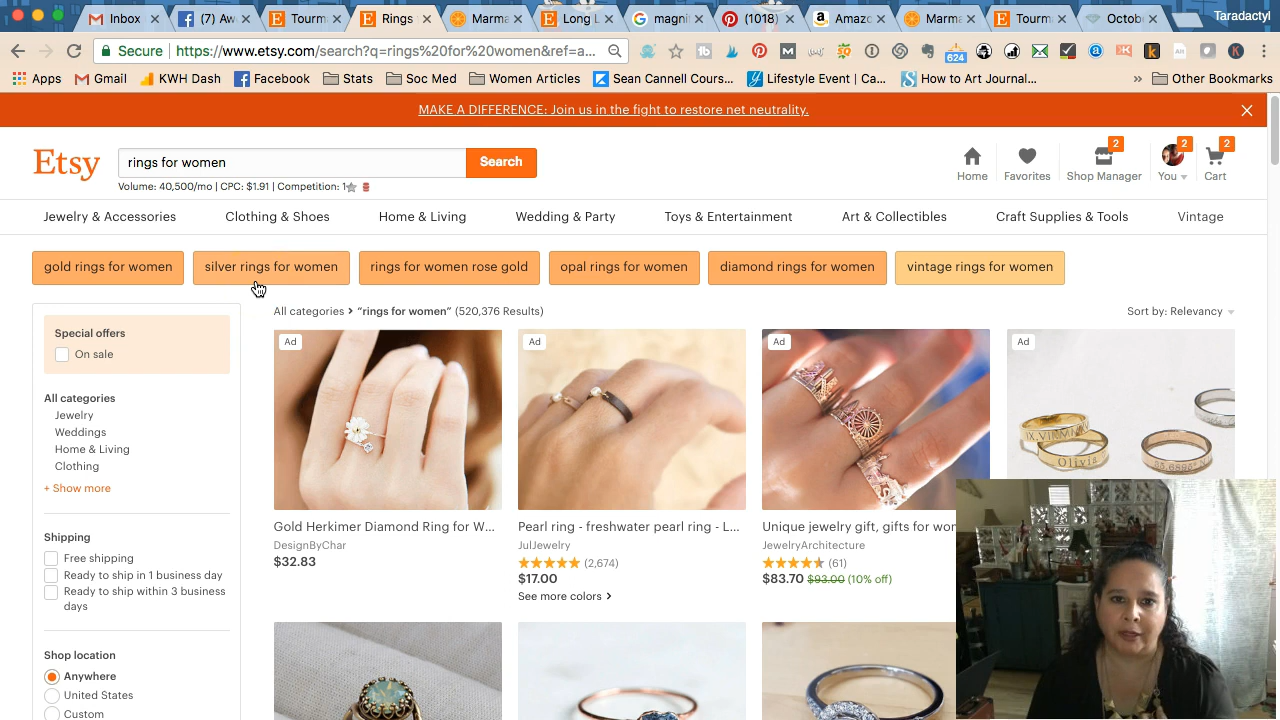 Inbox
(7) Aw
Tourm
Rings
Marma
Long L
magni
(1018)
Amazo
Marma
Tourm
Octob
Taradactyl
Secure
https://www.etsy.com/search?q=rings%20for%20women&ref=a...
624
Apps
Gmail
KWH Dash
Facebook
Stats
Soc Med
Women Articles
Sean Cannell Cours...
Lifestyle Event | Ca...
How to Art Journal...
»
Other Bookmarks
MAKE A DIFFERENCE: Join us in the fight to restore net neutrality.
Etsy
rings for women
Search
Volume: 40,500/mo | CPC: $1.91 | Competition: 1
Home
Favorites
2
Shop Manager
2
You
2
Cart
Jewelry & Accessories
Clothing & Shoes
Home & Living
Wedding & Party
Toys & Entertainment
Art & Collectibles
Craft Supplies & Tools
Vintage
gold rings for women
silver rings for women
rings for women rose gold
opal rings for women
diamond rings for women
vintage rings for women
Special offers
On sale
All categories
Jewelry
Weddings
Home & Living
Clothing
+ Show more
Shipping
Free shipping
Ready to ship in 1 business day
Ready to ship within 3 business
days
Shop location
Anywhere
United States
Custom
All categories > “rings for women” (520,376 Results)
Sort by: Relevancy
Ad
Gold Herkimer Diamond Ring for W...
DesignByChar
$32.83
Ad
Pearl ring - freshwater pearl ring - L...
JulJewelry
(2,674)
$17.00
See more colors >
Ad
Unique jewelry gift, gifts for wor
JewelryArchitecture
(61)
$83.70 $93.00 (10% off)
Ad
Olivia